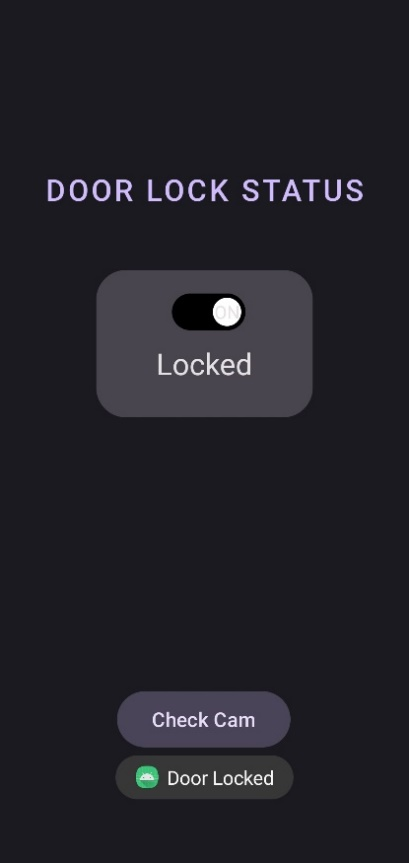 DOOR LOCK STATUS
ON
Locked
Check Cam
Door Locked